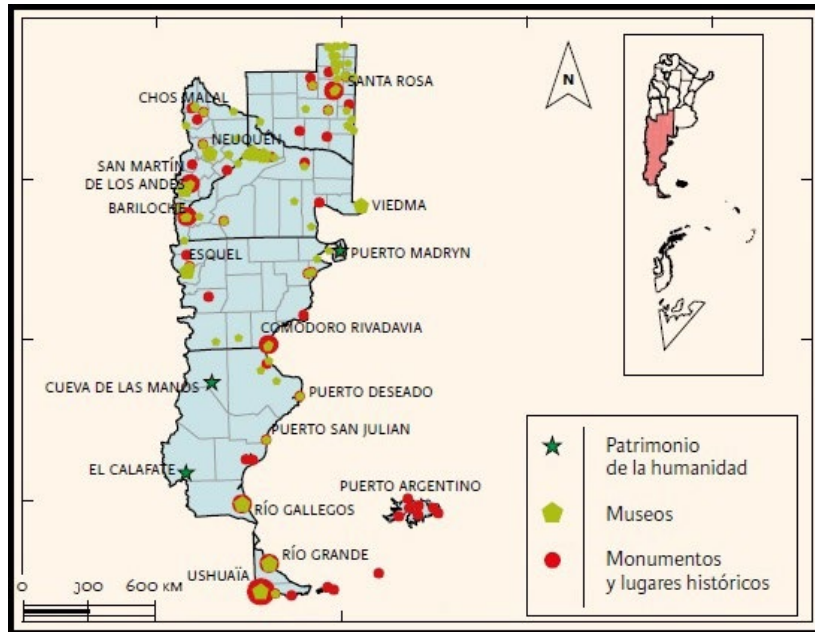 SANTA ROSA
CHOS MALAL
NEUQUÉN
SAN MARTÍN
DE LOS ANDES
BARILOCHE
VIEDMA
ESQUEL
PUERTO MADRYN
COMODORO RIVADAVIA
CUEVA DE LAS MANOS
PUERTO DESEADO
PUERTO SAN JULIAN
EL CALAFATE
PUERTO ARGENTINO
RÍO GALLEGOS
RÍO GRANDE
USHUAÏA
0 300 600 KM
N
Patrimonio
de la humanidad
Museos
Monumentos
y lugares históricos